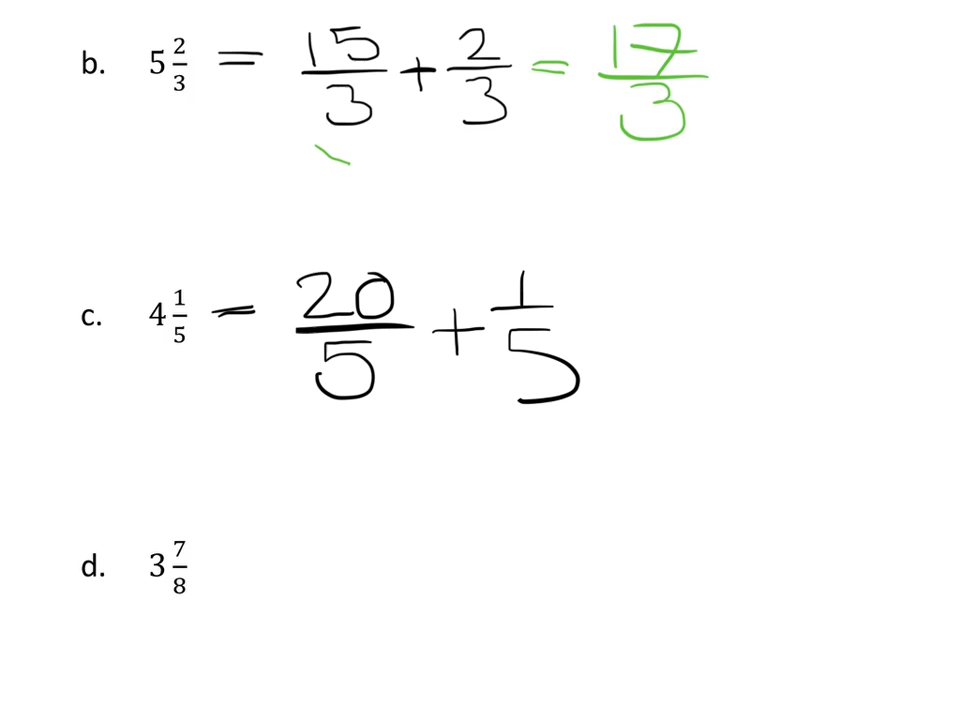 b. 5 2/3 = 15/3 + 2/3 = 17/3
c. 4 1/5 = 20/5 + 1/5
d. 3 7/8